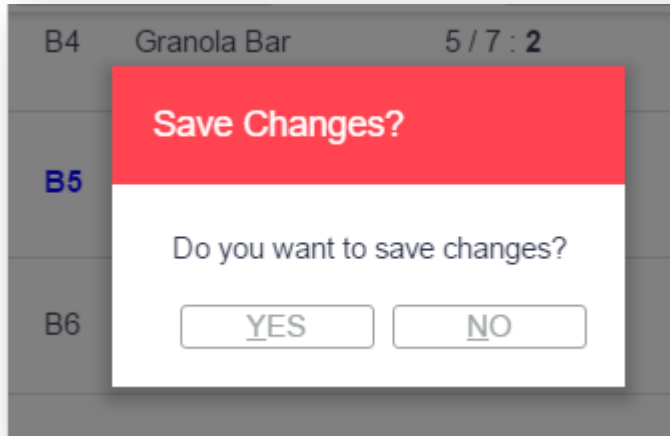 B4 Granola Bar 5 / 7 : 2
Save Changes?
B5
Do you want to save changes?
B6 YES NO